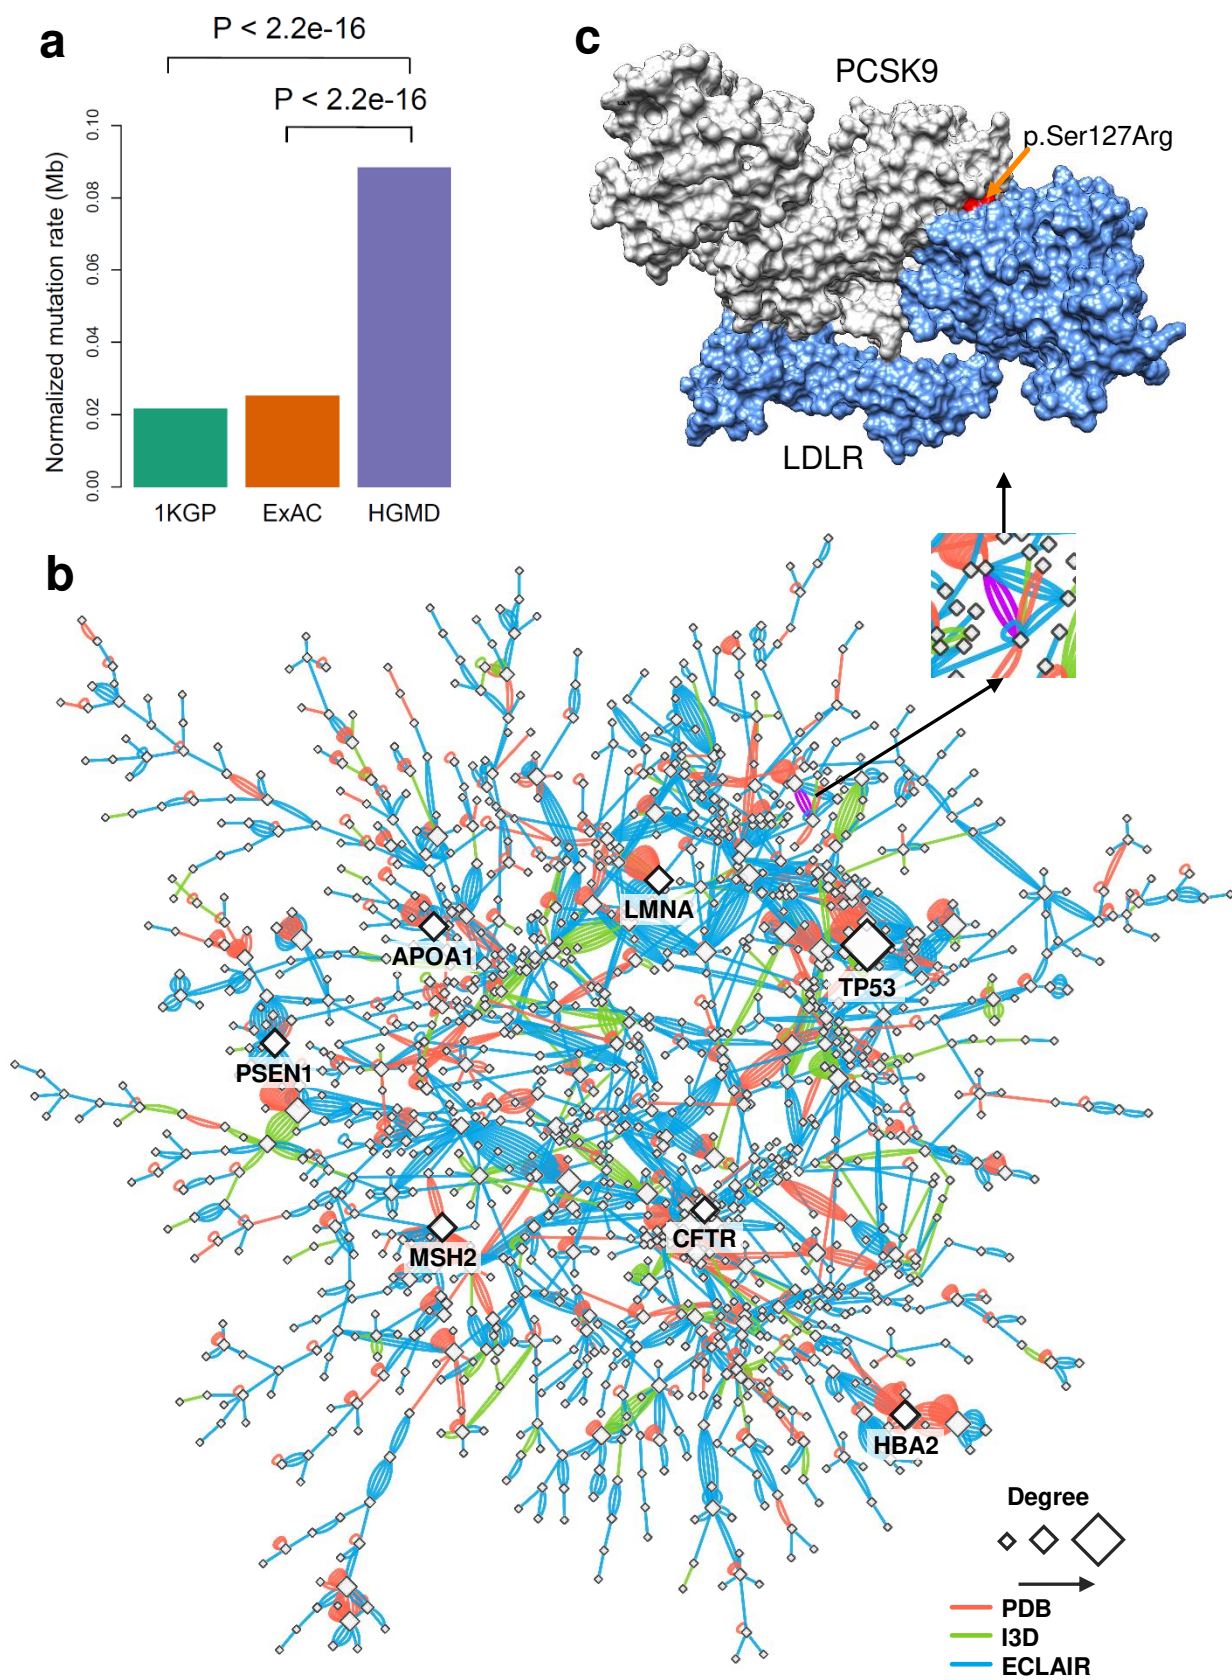 a
P < 2.2e-16
P < 2.2e-16
Normalized mutation rate (Mb)
0.10
0.08
0.06
0.04
0.02
0.00
1KGP ExAC HGMD
c
PCSK9
p.Ser127Arg
LDLR
b
LMNA
APOA1
TP53
PSEN1
MSH2
CFTR
HBA2
Degree
PDB
I3D
ECLAIR